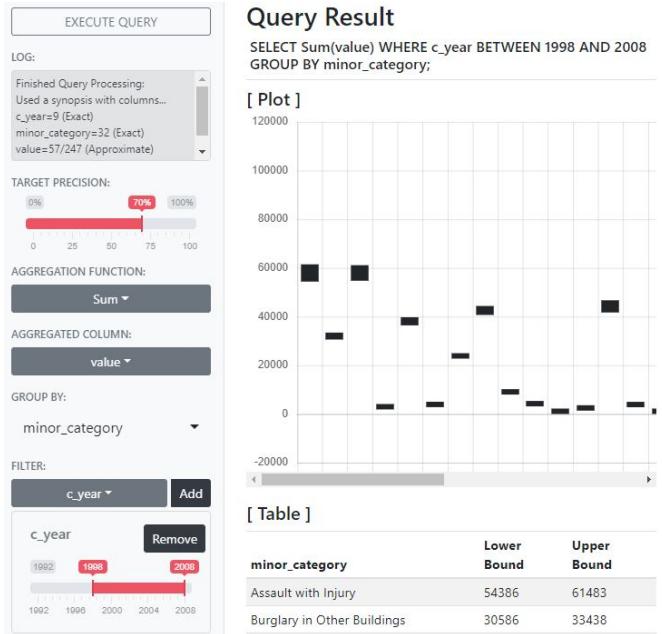 EXECUTE QUERY
LOG:
Finished Query Processing:
Used a synopsis with columns...
c_year=9 (Exact)
minor_category=32 (Exact)
value=57/247 (Approximate)
TARGET PRECISION:
0% 70% 100%
0 25 50 75 100
AGGREGATION FUNCTION:
Sum
AGGREGATED COLUMN:
value
GROUP BY:
minor_category
FILTER:
c_year Add
c_year Remove
1992 1998 2008
1992 1996 2000 2004 2008
Query Result
SELECT Sum(value) WHERE c_year BETWEEN 1998 AND 2008
GROUP BY minor_category;
[ Plot ]
120000
100000
80000
60000
40000
20000
0
-20000
[ Table ]
minor_category Lower Bound Upper Bound
Assault with Injury 54386 61483
Burglary in Other Buildings 30586 33438